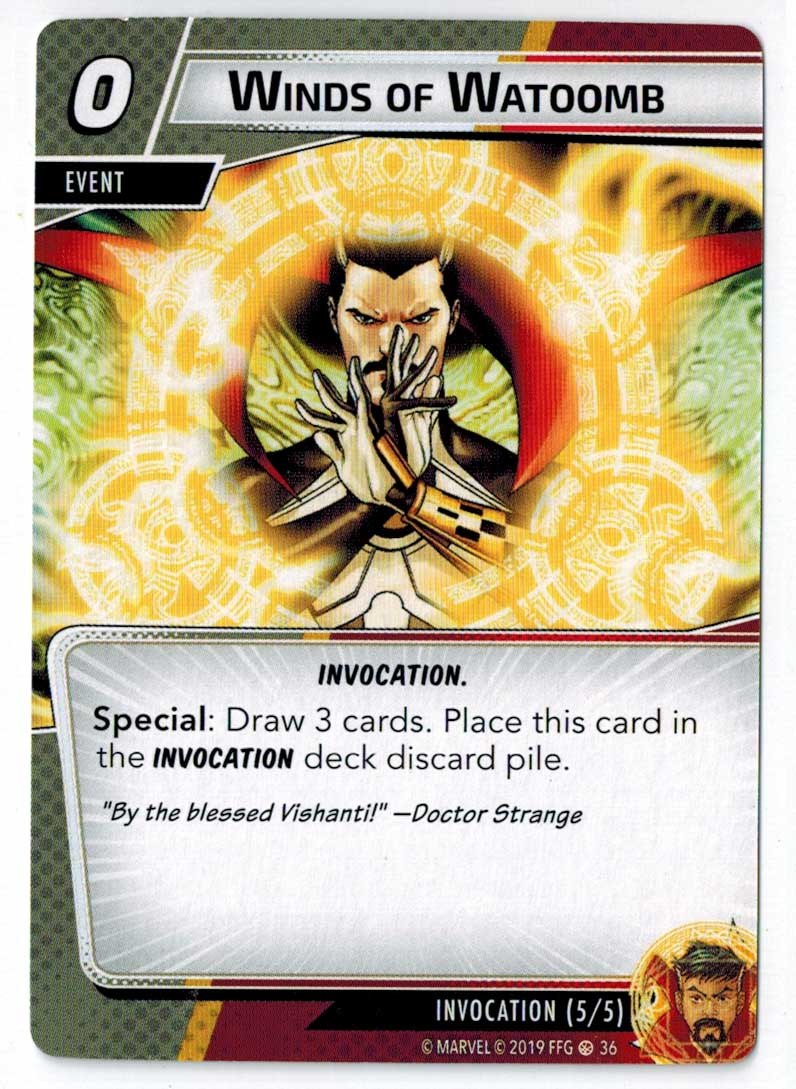 0
WINDS OF WATOOMB
EVENT
INVOCATION.
Special: Draw 3 cards. Place this card in
the INVOCATION deck discard pile.
"By the blessed Vishanti!" —Doctor Strange
INVOCATION (5/5)
© MARVEL © 2019 FFG 36